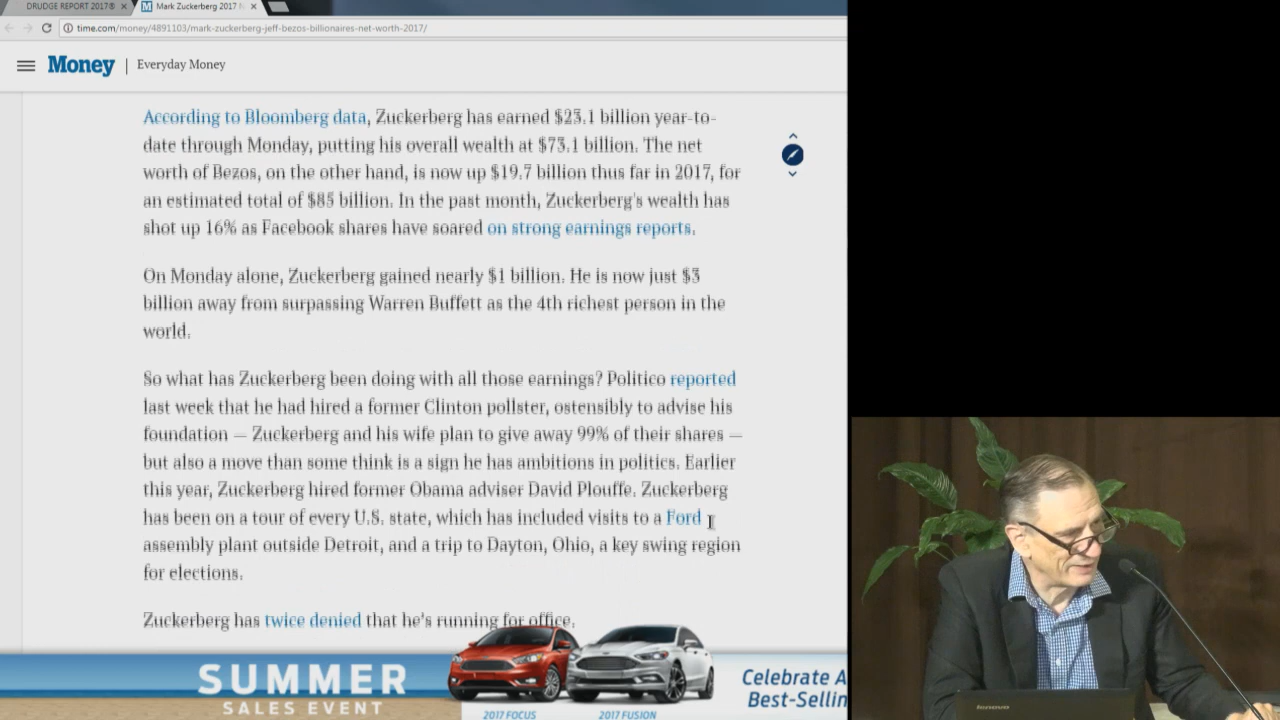 DRUDGE REPORT 2017®
Mark Zuckerberg 2017
time.com/money/4891103/mark-zuckerberg-jeff-bezos-billionaires-net-worth-2017/
Money | Everyday Money
According to Bloomberg data, Zuckerberg has earned $23.1 billion year-to-
date through Monday, putting his overall wealth at $73.1 billion. The net
worth of Bezos, on the other hand, is now up $19.7 billion thus far in 2017, for
an estimated total of $85 billion. In the past month, Zuckerberg's wealth has
shot up 16% as Facebook shares have soared on strong earnings reports.
On Monday alone, Zuckerberg gained nearly $1 billion. He is now just $3
billion away from surpassing Warren Buffett as the 4th richest person in the
world.
So what has Zuckerberg been doing with all those earnings? Politico reported
last week that he had hired a former Clinton pollster, ostensibly to advise his
foundation — Zuckerberg and his wife plan to give away 99% of their shares —
but also a move than some think is a sign he has ambitions in politics. Earlier
this year, Zuckerberg hired former Obama adviser David Plouffe. Zuckerberg
has been on a tour of every U.S. state, which has included visits to a Ford
assembly plant outside Detroit, and a trip to Dayton, Ohio, a key swing region
for elections.
Zuckerberg has twice denied that he's running for office.
SUMMER
SALES EVENT
2017 FOCUS
2017 FUSION
Celebrate A
Best-Sellin